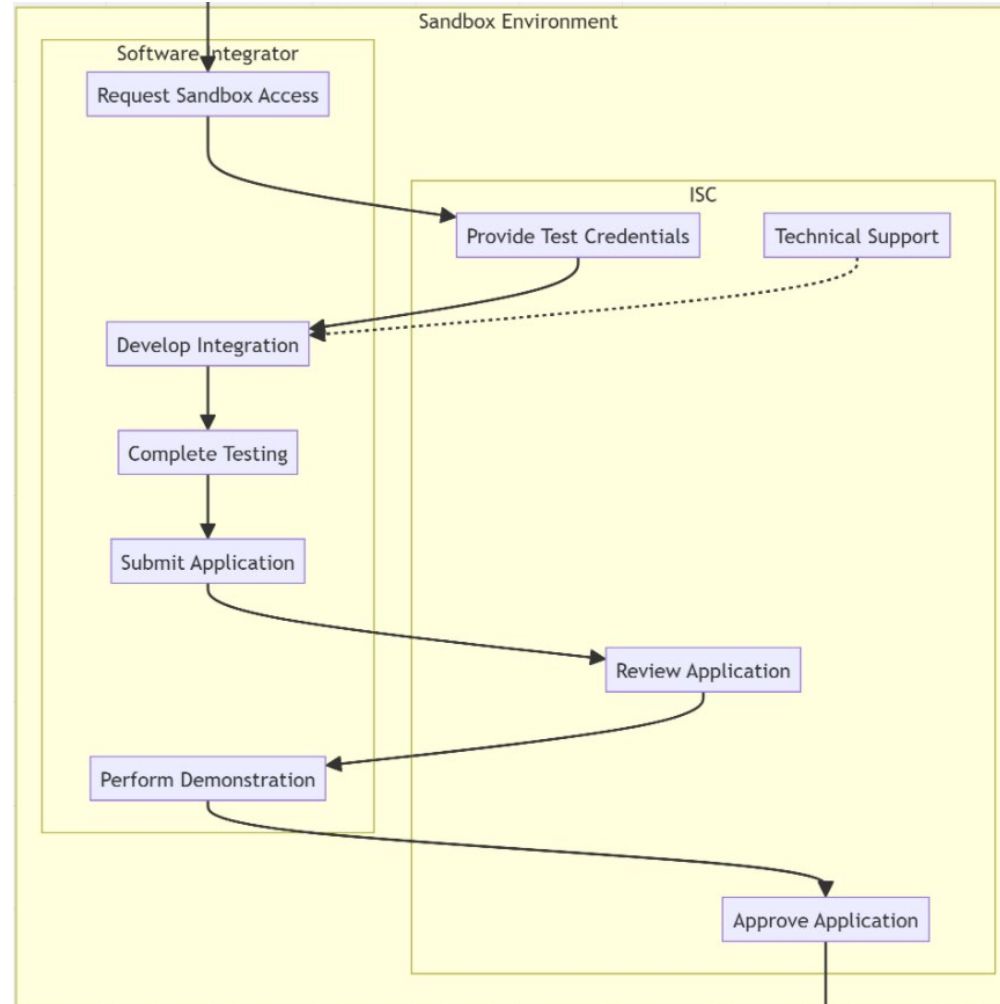 Sandbox Environment
Software Integrator
Request Sandbox Access
ISC
Provide Test Credentials
Technical Support
Develop Integration
Complete Testing
Submit Application
Review Application
Perform Demonstration
Approve Application